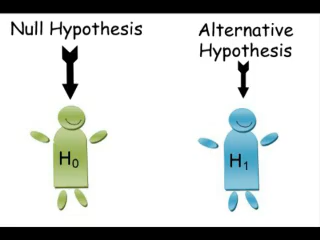 Null Hypothesis
Alternative
Hypothesis
H₀
H₁